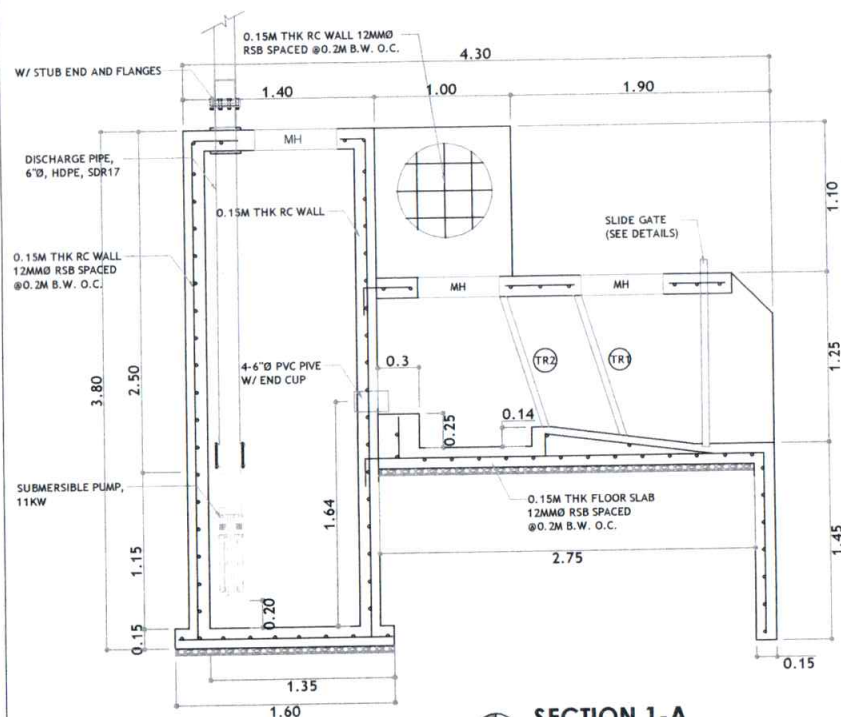 0.15M THK RC WALL 12MMØ
RSB SPACED @0.2M B.W. O.C.
4.30
W/ STUB END AND FLANGES
1.40
1.00
1.90
MH
DISCHARGE PIPE,
6"Ø, HDPE, SDR17
0.15M THK RC WALL
1.10
SLIDE GATE
(SEE DETAILS)
0.15M THK RC WALL
12MMØ RSB SPACED
@0.2M B.W. O.C.
MH
MH
0.3
TR2
TR1
1.25
4-6"Ø PVC PIVE
W/ END CUP
3.80
2.50
0.25
0.14
SUBMERSIBLE PUMP,
11KW
1.64
0.15M THK FLOOR SLAB
12MMØ RSB SPACED
@0.2M B.W. O.C.
2.75
1.45
1.15
0.20
0.15
0.15
1.35
1.60
SECTION 1-A